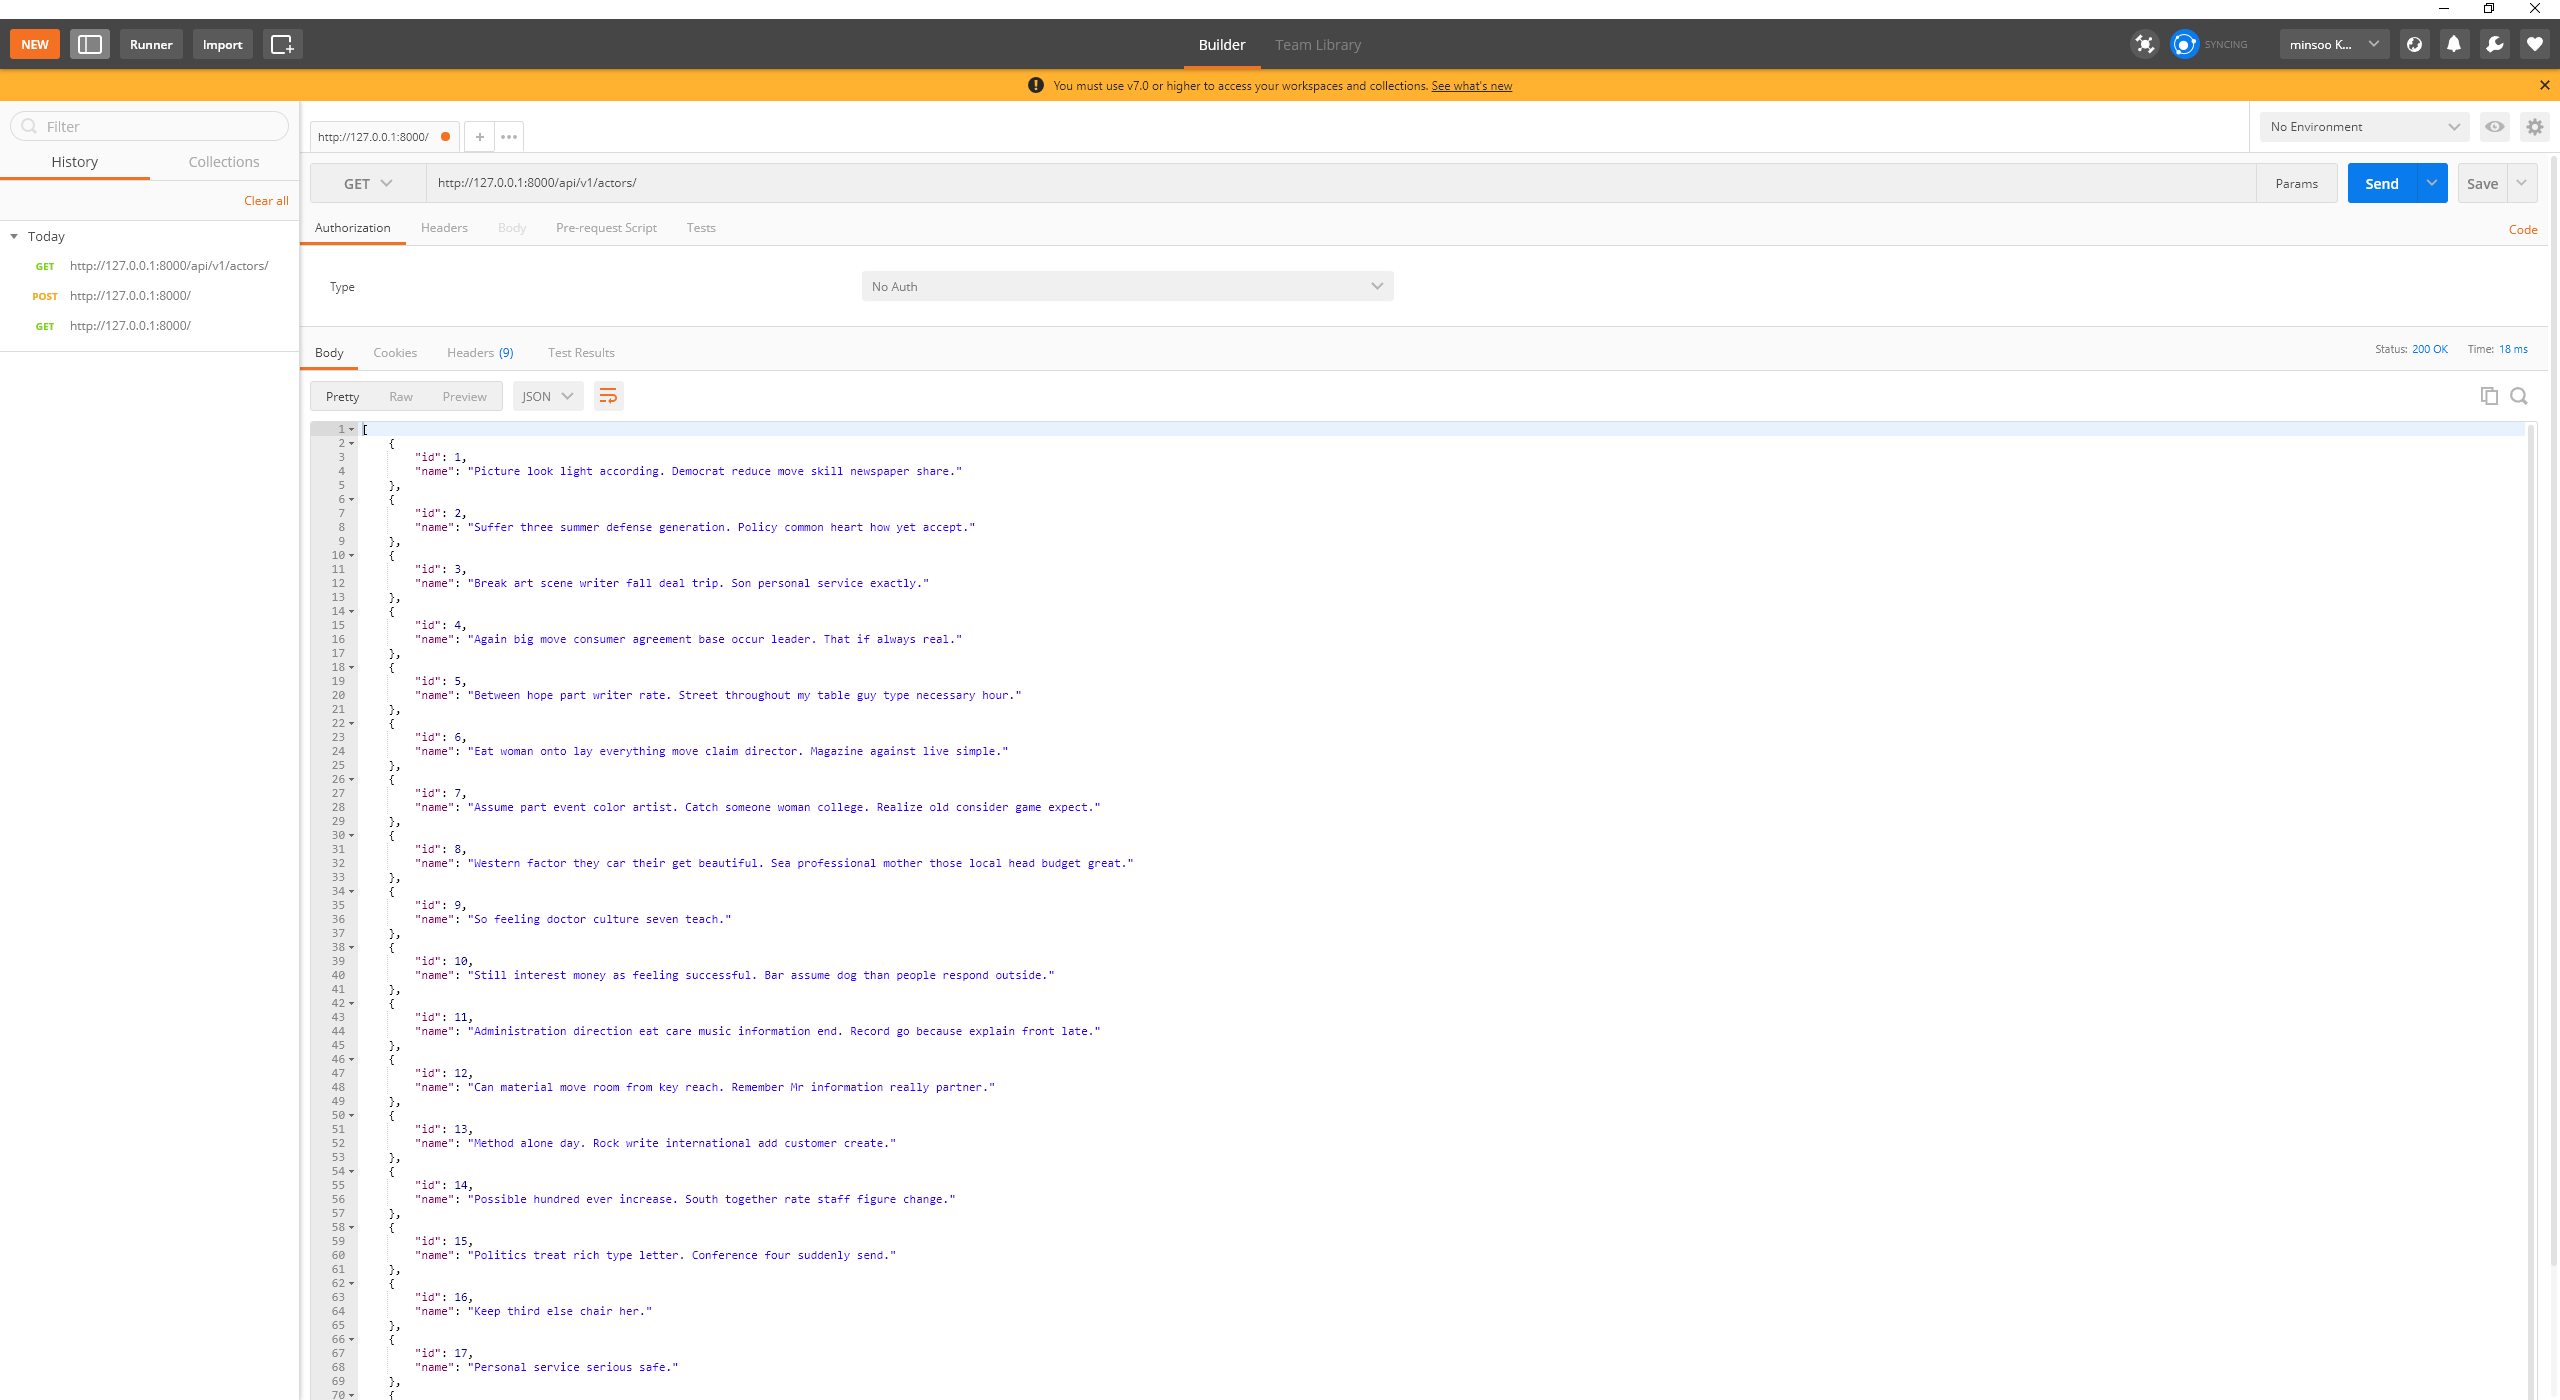 NEW Runner Import Builder Team Library SYNCING minsoo K...
You must use v7.0 or higher to access your workspaces and collections. See what's new
Filter
History Collections
Clear all
Today
GET http://127.0.0.1:8000/api/v1/actors/
POST http://127.0.0.1:8000/
GET http://127.0.0.1:8000/
http://127.0.0.1:8000/ + ••• No Environment
GET http://127.0.0.1:8000/api/v1/actors/ Params Send Save
Authorization Headers Body Pre-request Script Tests Code
Type No Auth
Body Cookies Headers (9) Test Results Status: 200 OK Time: 18 ms
Pretty Raw Preview JSON
1 [
2 {
3 "id": 1,
4 "name": "Picture look light according. Democrat reduce move skill newspaper share."
5 },
6 {
7 "id": 2,
8 "name": "Suffer three summer defense generation. Policy common heart how yet accept."
9 },
10 {
11 "id": 3,
12 "name": "Break art scene writer fall deal trip. Son personal service exactly."
13 },
14 {
15 "id": 4,
16 "name": "Again big move consumer agreement base occur leader. That if always real."
17 },
18 {
19 "id": 5,
20 "name": "Between hope part writer rate. Street throughout my table guy type necessary hour."
21 },
22 {
23 "id": 6,
24 "name": "Eat woman onto lay everything move claim director. Magazine against live simple."
25 },
26 {
27 "id": 7,
28 "name": "Assume part event color artist. Catch someone woman college. Realize old consider game expect."
29 },
30 {
31 "id": 8,
32 "name": "Western factor they car their get beautiful. Sea professional mother those local head budget great."
33 },
34 {
35 "id": 9,
36 "name": "So feeling doctor culture seven teach."
37 },
38 {
39 "id": 10,
40 "name": "Still interest money as feeling successful. Bar assume dog than people respond outside."
41 },
42 {
43 "id": 11,
44 "name": "Administration direction eat care music information end. Record go because explain front late."
45 },
46 {
47 "id": 12,
48 "name": "Can material move room from key reach. Remember Mr information really partner."
49 },
50 {
51 "id": 13,
52 "name": "Method alone day. Rock write international add customer create."
53 },
54 {
55 "id": 14,
56 "name": "Possible hundred ever increase. South together rate staff figure change."
57 },
58 {
59 "id": 15,
60 "name": "Politics treat rich type letter. Conference four suddenly send."
61 },
62 {
63 "id": 16,
64 "name": "Keep third else chair her."
65 },
66 {
67 "id": 17,
68 "name": "Personal service serious safe."
69 },
70 {